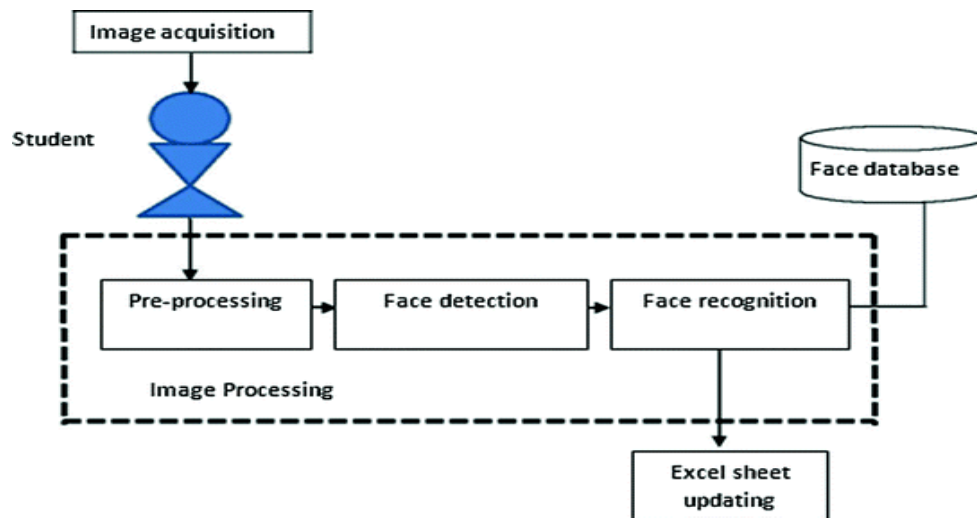 Image acquisition
Student
Face database
Pre-processing
Face detection
Face recognition
Image Processing
Excel sheet
updating